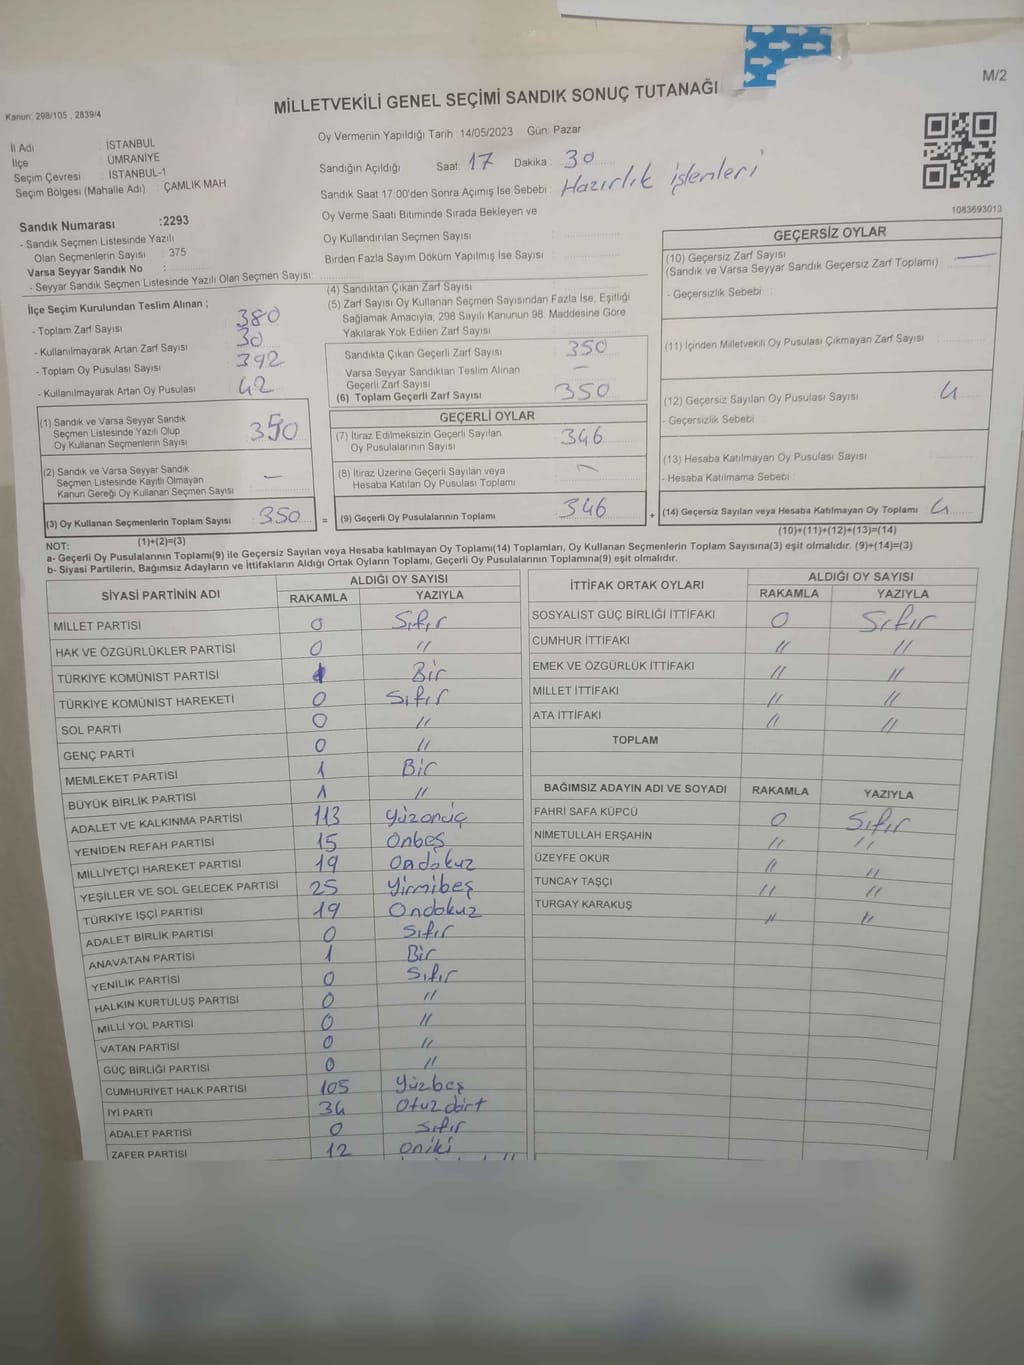 M/2
MİLLETVEKİLİ GENEL SEÇİMİ SANDIK SONUÇ TUTANAĞI
Kanun: 298/105 , 2839/4
İl Adı : İSTANBUL
İlçe : ÜMRANİYE
Seçim Çevresi : İSTANBUL-1
Seçim Bölgesi (Mahalle Adı) : ÇAMLIK MAH.
Oy Vermenin Yapıldığı Tarih :14/05/2023 Gün: Pazar
Sandığın Açıldığı Saat: 17 Dakika : 30
Sandık Saat 17:00'den Sonra Açımış İse Sebebi : Hazırlık işlemleri
Oy Verme Saati Bitiminde Sırada Bekleyen ve
Oy Kullandırılan Seçmen Sayısı :
Birden Fazla Sayım Döküm Yapılmış İse Sayısı :
1083693013
Sandık Numarası :2293
- Sandık Seçmen Listesinde Yazılı
Olan Seçmenlerin Sayısı : 375
Varsa Seyyar Sandık No :
- Seyyar Sandık Seçmen Listesinde Yazılı Olan Seçmen Sayısı:
İlçe Seçim Kurulundan Teslim Alınan ;
- Toplam Zarf Sayısı 380
- Kullanılmayarak Artan Zarf Sayısı 30
- Toplam Oy Pusulası Sayısı 392
- Kullanılmayarak Artan Oy Pusulası 42
(1) Sandık ve Varsa Seyyar Sandık
Seçmen Listesinde Yazılı Olup
Oy Kullanan Seçmenlerin Sayısı 350
(2) Sandık ve Varsa Seyyar Sandık
Seçmen Listesinde Kayıtlı Olmayan
Kanun Gereği Oy Kullanan Seçmen Sayısı —
(3) Oy Kullanan Seçmenlerin Toplam Sayısı 350
(1)+(2)=(3)
(4) Sandıktan Çıkan Zarf Sayısı
(5) Zarf Sayısı Oy Kullanan Seçmen Sayısından Fazla İse, Eşitliği
Sağlamak Amacıyla; 298 Sayılı Kanunun 98. Maddesine Göre
Yakılarak Yok Edilen Zarf Sayısı
Sandıkta Çıkan Geçerli Zarf Sayısı 350
Varsa Seyyar Sandıktan Teslim Alınan
Geçerli Zarf Sayısı —
(6) Toplam Geçerli Zarf Sayısı 350
GEÇERLİ OYLAR
(7) İtiraz Edilmeksizin Geçerli Sayılan
Oy Pusulalarının Sayısı 346
(8) İtiraz Üzerine Geçerli Sayılan veya
Hesaba Katılan Oy Pusulası Toplamı —
= (9) Geçerli Oy Pusulalarının Toplamı 346
GEÇERSİZ OYLAR
(10) Geçersiz Zarf Sayısı
(Sandık ve Varsa Seyyar Sandık Geçersiz Zarf Toplamı) —
- Geçersizlik Sebebi :
(11) İçinden Milletvekili Oy Pusulası Çıkmayan Zarf Sayısı
(12) Geçersiz Sayılan Oy Pusulası Sayısı 4
- Geçersizlik Sebebi :
(13) Hesaba Katılmayan Oy Pusulası Sayısı
- Hesaba Katılmama Sebebi :
+ (14) Geçersiz Sayılan veya Hesaba Katılmayan Oy Toplamı 4
(10)+(11)+(12)+(13)=(14)
NOT:
a- Geçerli Oy Pusulalarının Toplamı(9) ile Geçersiz Sayılan veya Hesaba katılmayan Oy Toplamı(14) Toplamları, Oy Kullanan Seçmenlerin Toplam Sayısına(3) eşit olmalıdır. (9)+(14)=(3)
b- Siyasi Partilerin, Bağımsız Adayların ve İttifakların Aldığı Ortak Oyların Toplamı, Geçerli Oy Pusulalarının Toplamına(9) eşit olmalıdır.
SİYASİ PARTİNİN ADI ALDIĞI OY SAYISI
RAKAMLA YAZIYLA
MİLLET PARTİSİ 0 Sıfır
HAK VE ÖZGÜRLÜKLER PARTİSİ 0 "
TÜRKİYE KOMÜNİST PARTİSİ 1 Bir
TÜRKİYE KOMÜNİST HAREKETİ 0 Sıfır
SOL PARTİ 0 "
GENÇ PARTİ 0 "
MEMLEKET PARTİSİ 1 Bir
BÜYÜK BİRLİK PARTİSİ 1 "
ADALET VE KALKINMA PARTİSİ 113 Yüzonüç
YENİDEN REFAH PARTİSİ 15 Onbeş
MİLLİYETÇİ HAREKET PARTİSİ 19 Ondokuz
YEŞİLLER VE SOL GELECEK PARTİSİ 25 Yirmibeş
TÜRKİYE İŞÇİ PARTİSİ 19 Ondokuz
ADALET BİRLİK PARTİSİ 0 Sıfır
ANAVATAN PARTİSİ 1 Bir
YENİLİK PARTİSİ 0 Sıfır
HALKIN KURTULUŞ PARTİSİ 0 "
MİLLİ YOL PARTİSİ 0 "
VATAN PARTİSİ 0 "
GÜÇ BİRLİĞİ PARTİSİ 0 "
CUMHURİYET HALK PARTİSİ 105 Yüzbeş
İYİ PARTİ 34 Otuzdört
ADALET PARTİSİ 0 Sıfır
ZAFER PARTİSİ 12 Oniki
İTTİFAK ORTAK OYLARI ALDIĞI OY SAYISI
RAKAMLA YAZIYLA
SOSYALİST GÜÇ BİRLİĞİ İTTİFAKI 0 Sıfır
CUMHUR İTTİFAKI " "
EMEK VE ÖZGÜRLÜK İTTİFAKI " "
MİLLET İTTİFAKI " "
ATA İTTİFAKI " "
TOPLAM
BAĞIMSIZ ADAYIN ADI VE SOYADI RAKAMLA YAZIYLA
FAHRİ SAFA KÜPCÜ 0 Sıfır
NİMETULLAH ERŞAHİN " "
ÜZEYFE OKUR " "
TUNCAY TAŞÇI " "
TURGAY KARAKUŞ " "